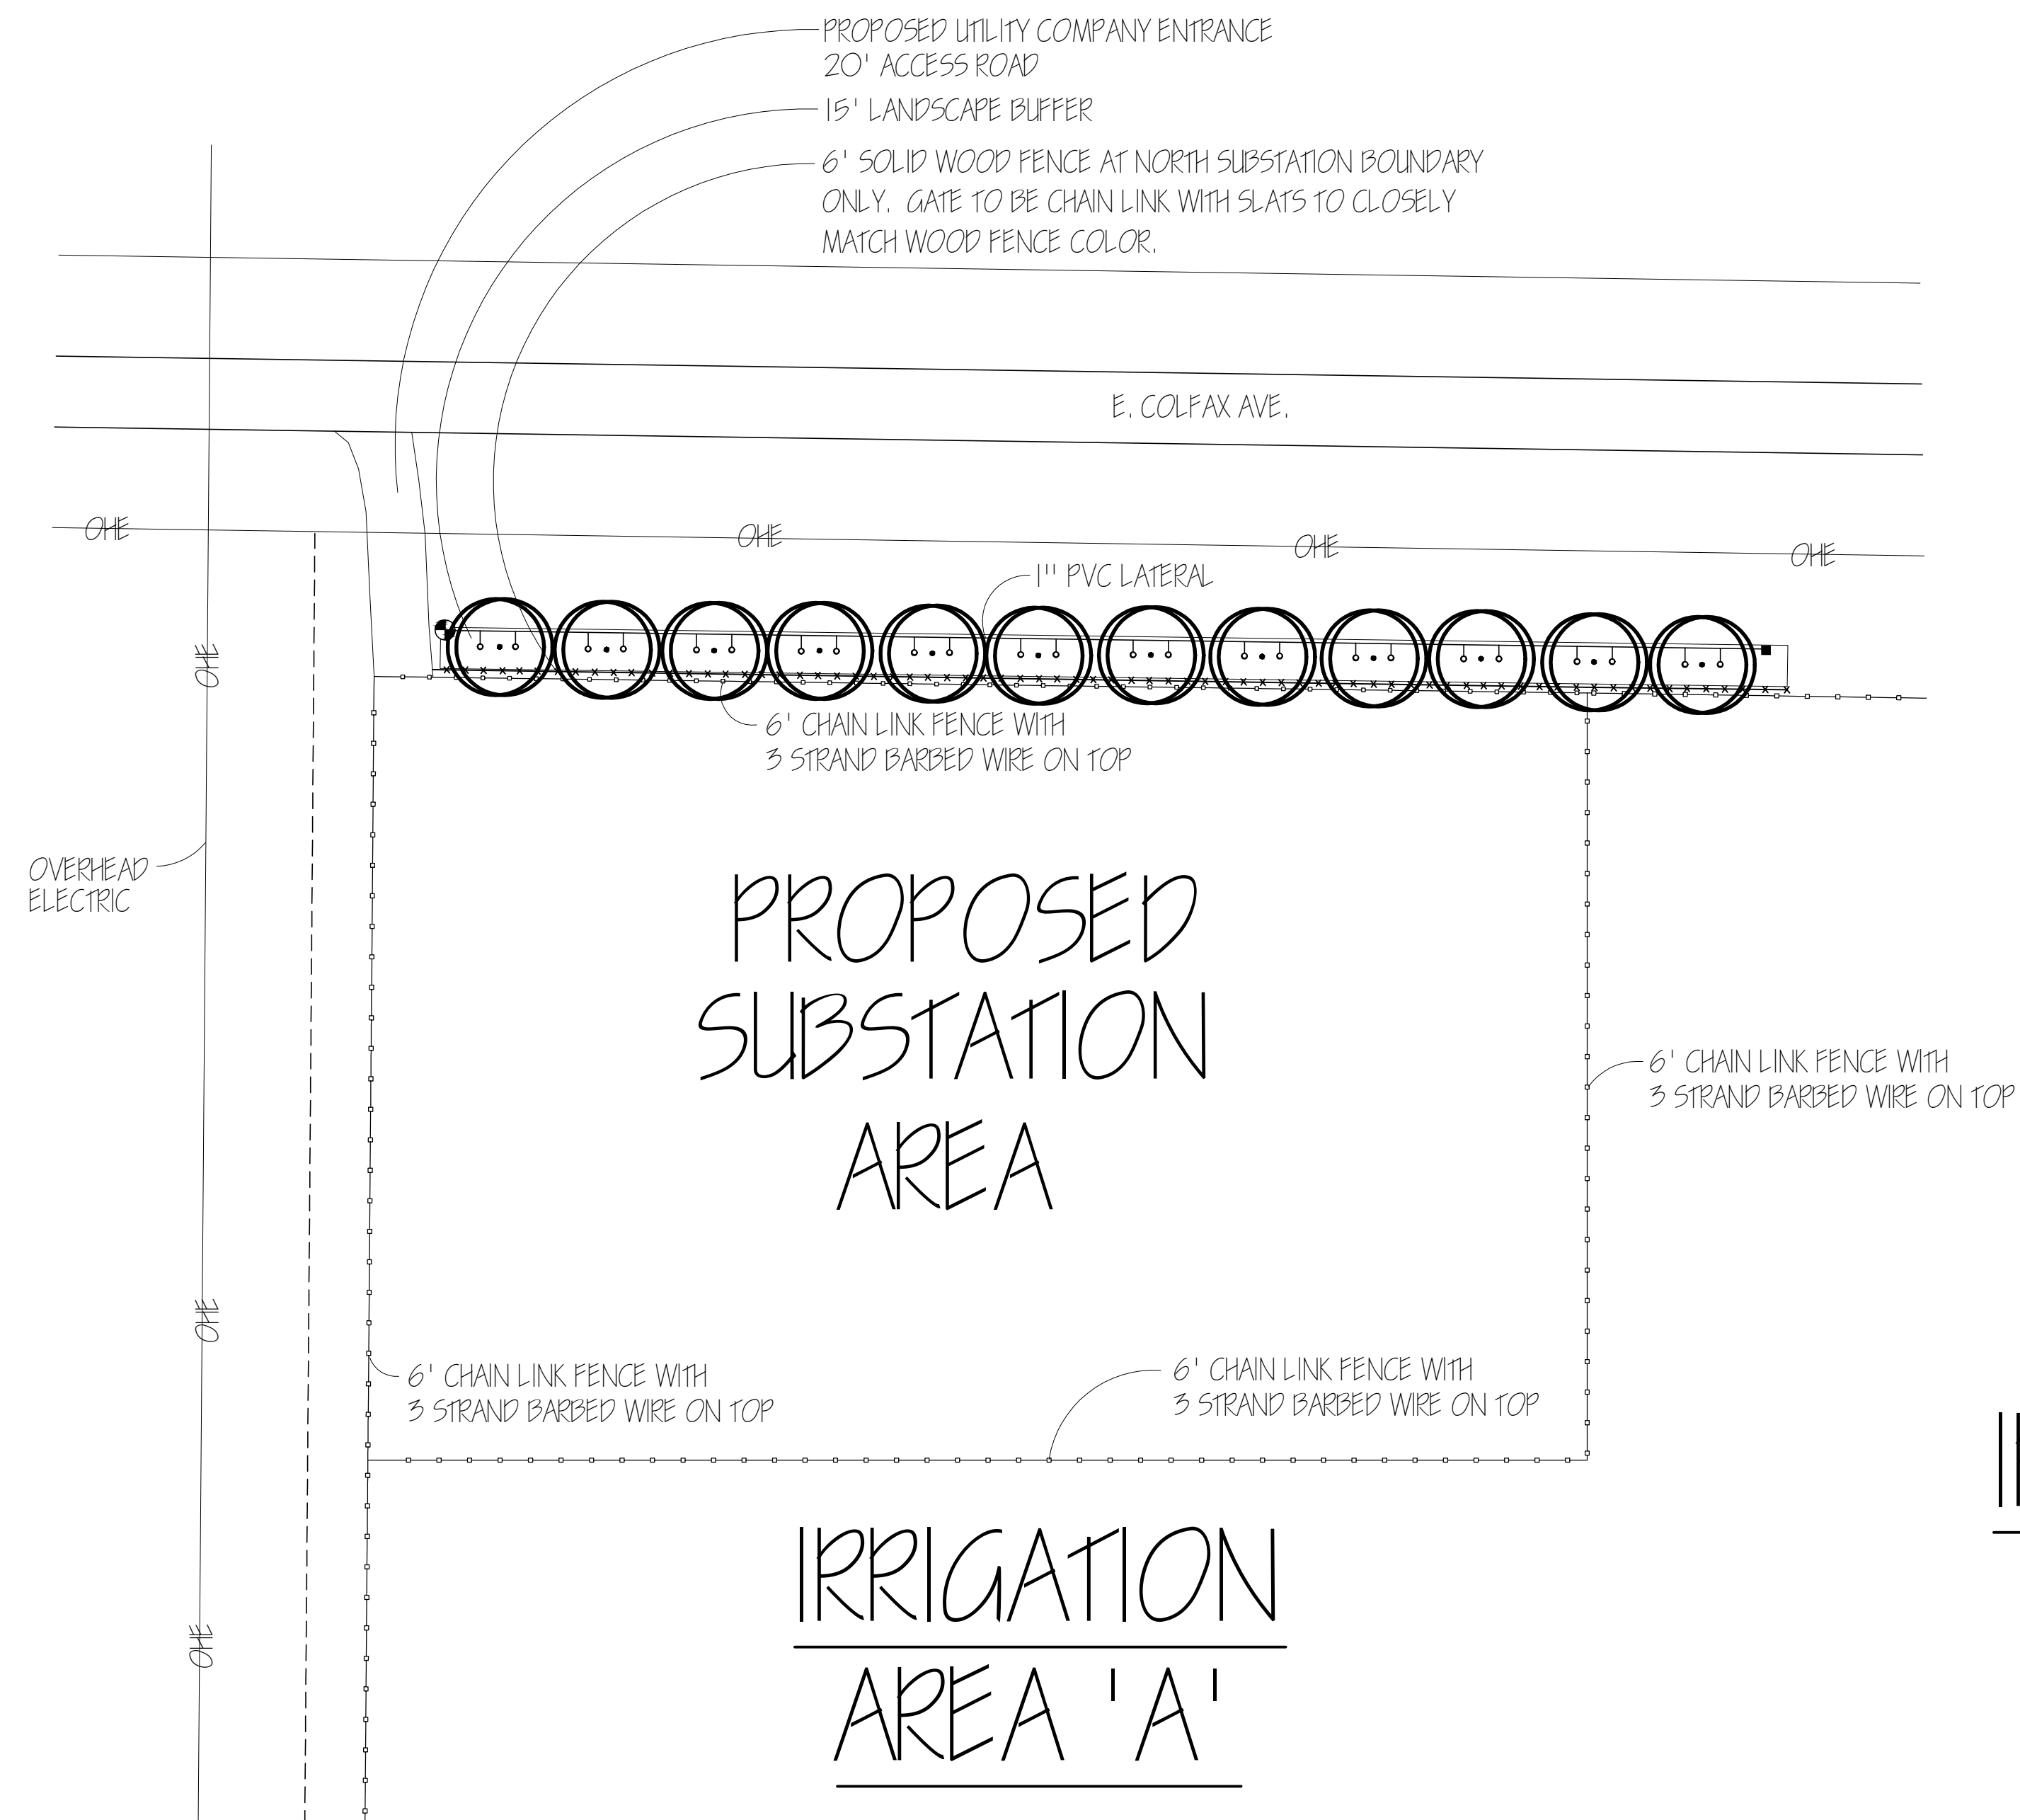 PROPOSED UTILITY COMPANY ENTRANCE
20' ACCESS ROAD
15' LANDSCAPE BUFFER
6' SOLID WOOD FENCE AT NORTH SUBSTATION BOUNDARY
ONLY. GATE TO BE CHAIN LINK WITH SLATS TO CLOSELY
MATCH WOOD FENCE COLOR.
E. COLFAX AVE.
OHE
OHE
OHE
OHE
1" PVC LATERAL
OHE
6' CHAIN LINK FENCE WITH
3 STRAND BARBED WIRE ON TOP
OVERHEAD
ELECTRIC
PROPOSED
SUBSTATION
AREA
6' CHAIN LINK FENCE WITH
3 STRAND BARBED WIRE ON TOP
OHE
6' CHAIN LINK FENCE WITH
3 STRAND BARBED WIRE ON TOP
6' CHAIN LINK FENCE WITH
3 STRAND BARBED WIRE ON TOP
IRRIGATION
AREA 'A'
OHE